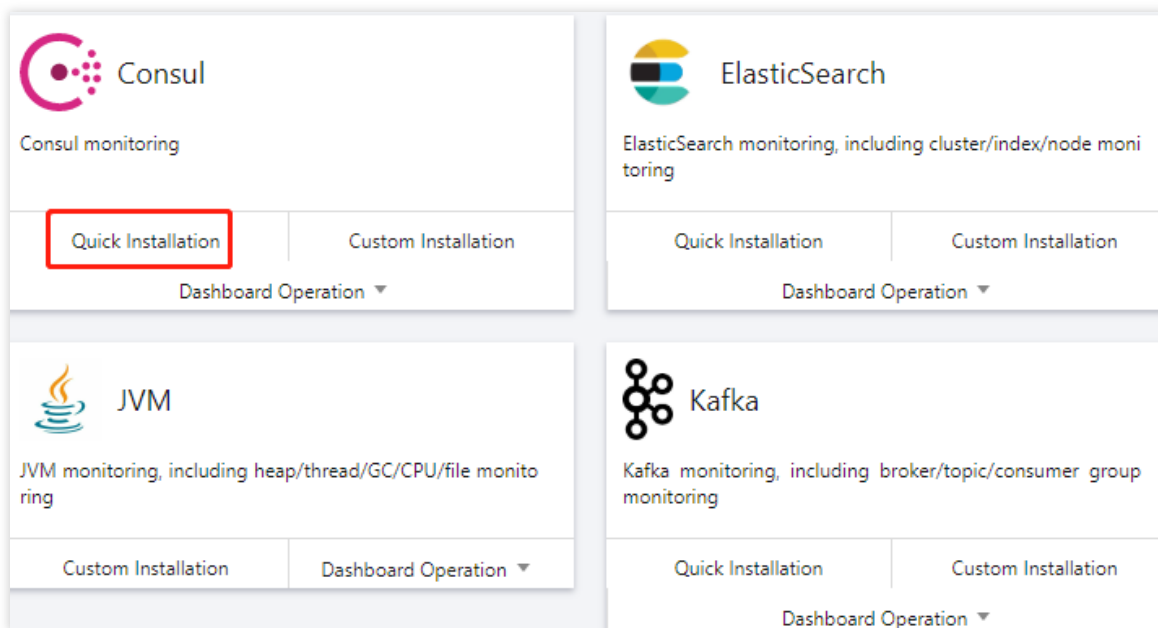 Consul
Consul monitoring
Quick Installation
Custom Installation
Dashboard Operation
ElasticSearch
ElasticSearch monitoring, including cluster/index/node moni
toring
Quick Installation
Custom Installation
Dashboard Operation
JVM
JVM monitoring, including heap/thread/GC/CPU/file monito
ring
Custom Installation
Dashboard Operation
Kafka
Kafka monitoring, including broker/topic/consumer group
monitoring
Quick Installation
Custom Installation
Dashboard Operation